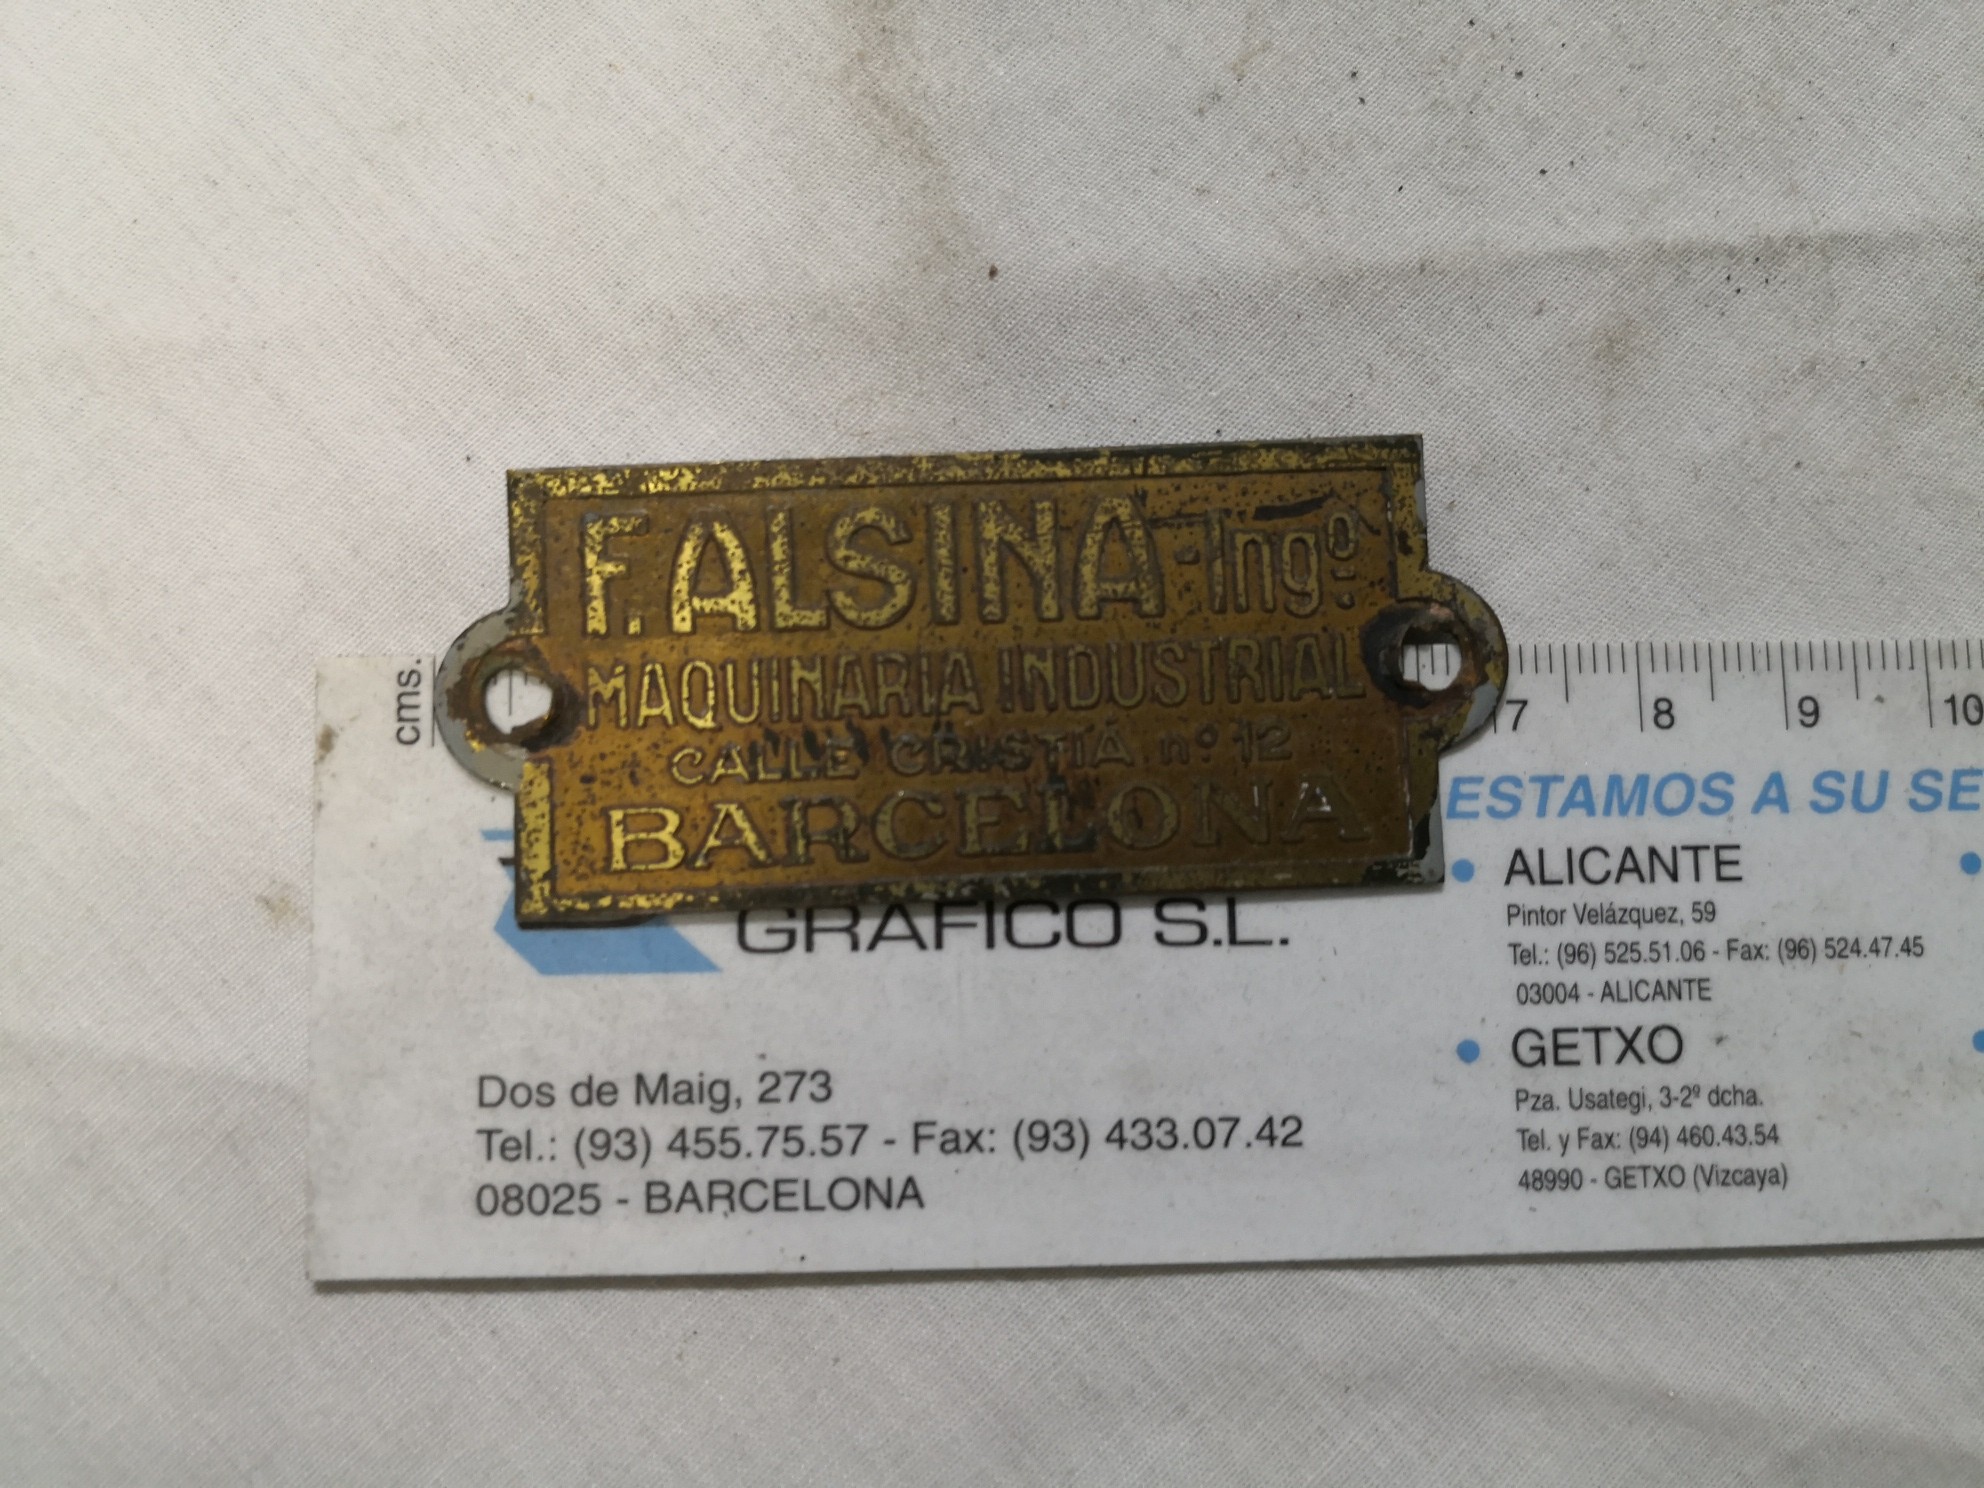 F. ALSINA - Ingº
MAQUINARIA INDUSTRIAL
CALLE CRISTIA nº 12
BARCELONA
cms.
7 8 9 10
GRAFICO S.L.
Dos de Maig, 273
Tel.: (93) 455.75.57 - Fax: (93) 433.07.42
08025 - BARCELONA
ESTAMOS A SU SE
• ALICANTE
Pintor Velázquez, 59
Tel.: (96) 525.51.06 - Fax: (96) 524.47.45
03004 - ALICANTE
• GETXO
Pza. Usategi, 3-2º dcha.
Tel. y Fax: (94) 460.43.54
48990 - GETXO (Vizcaya)